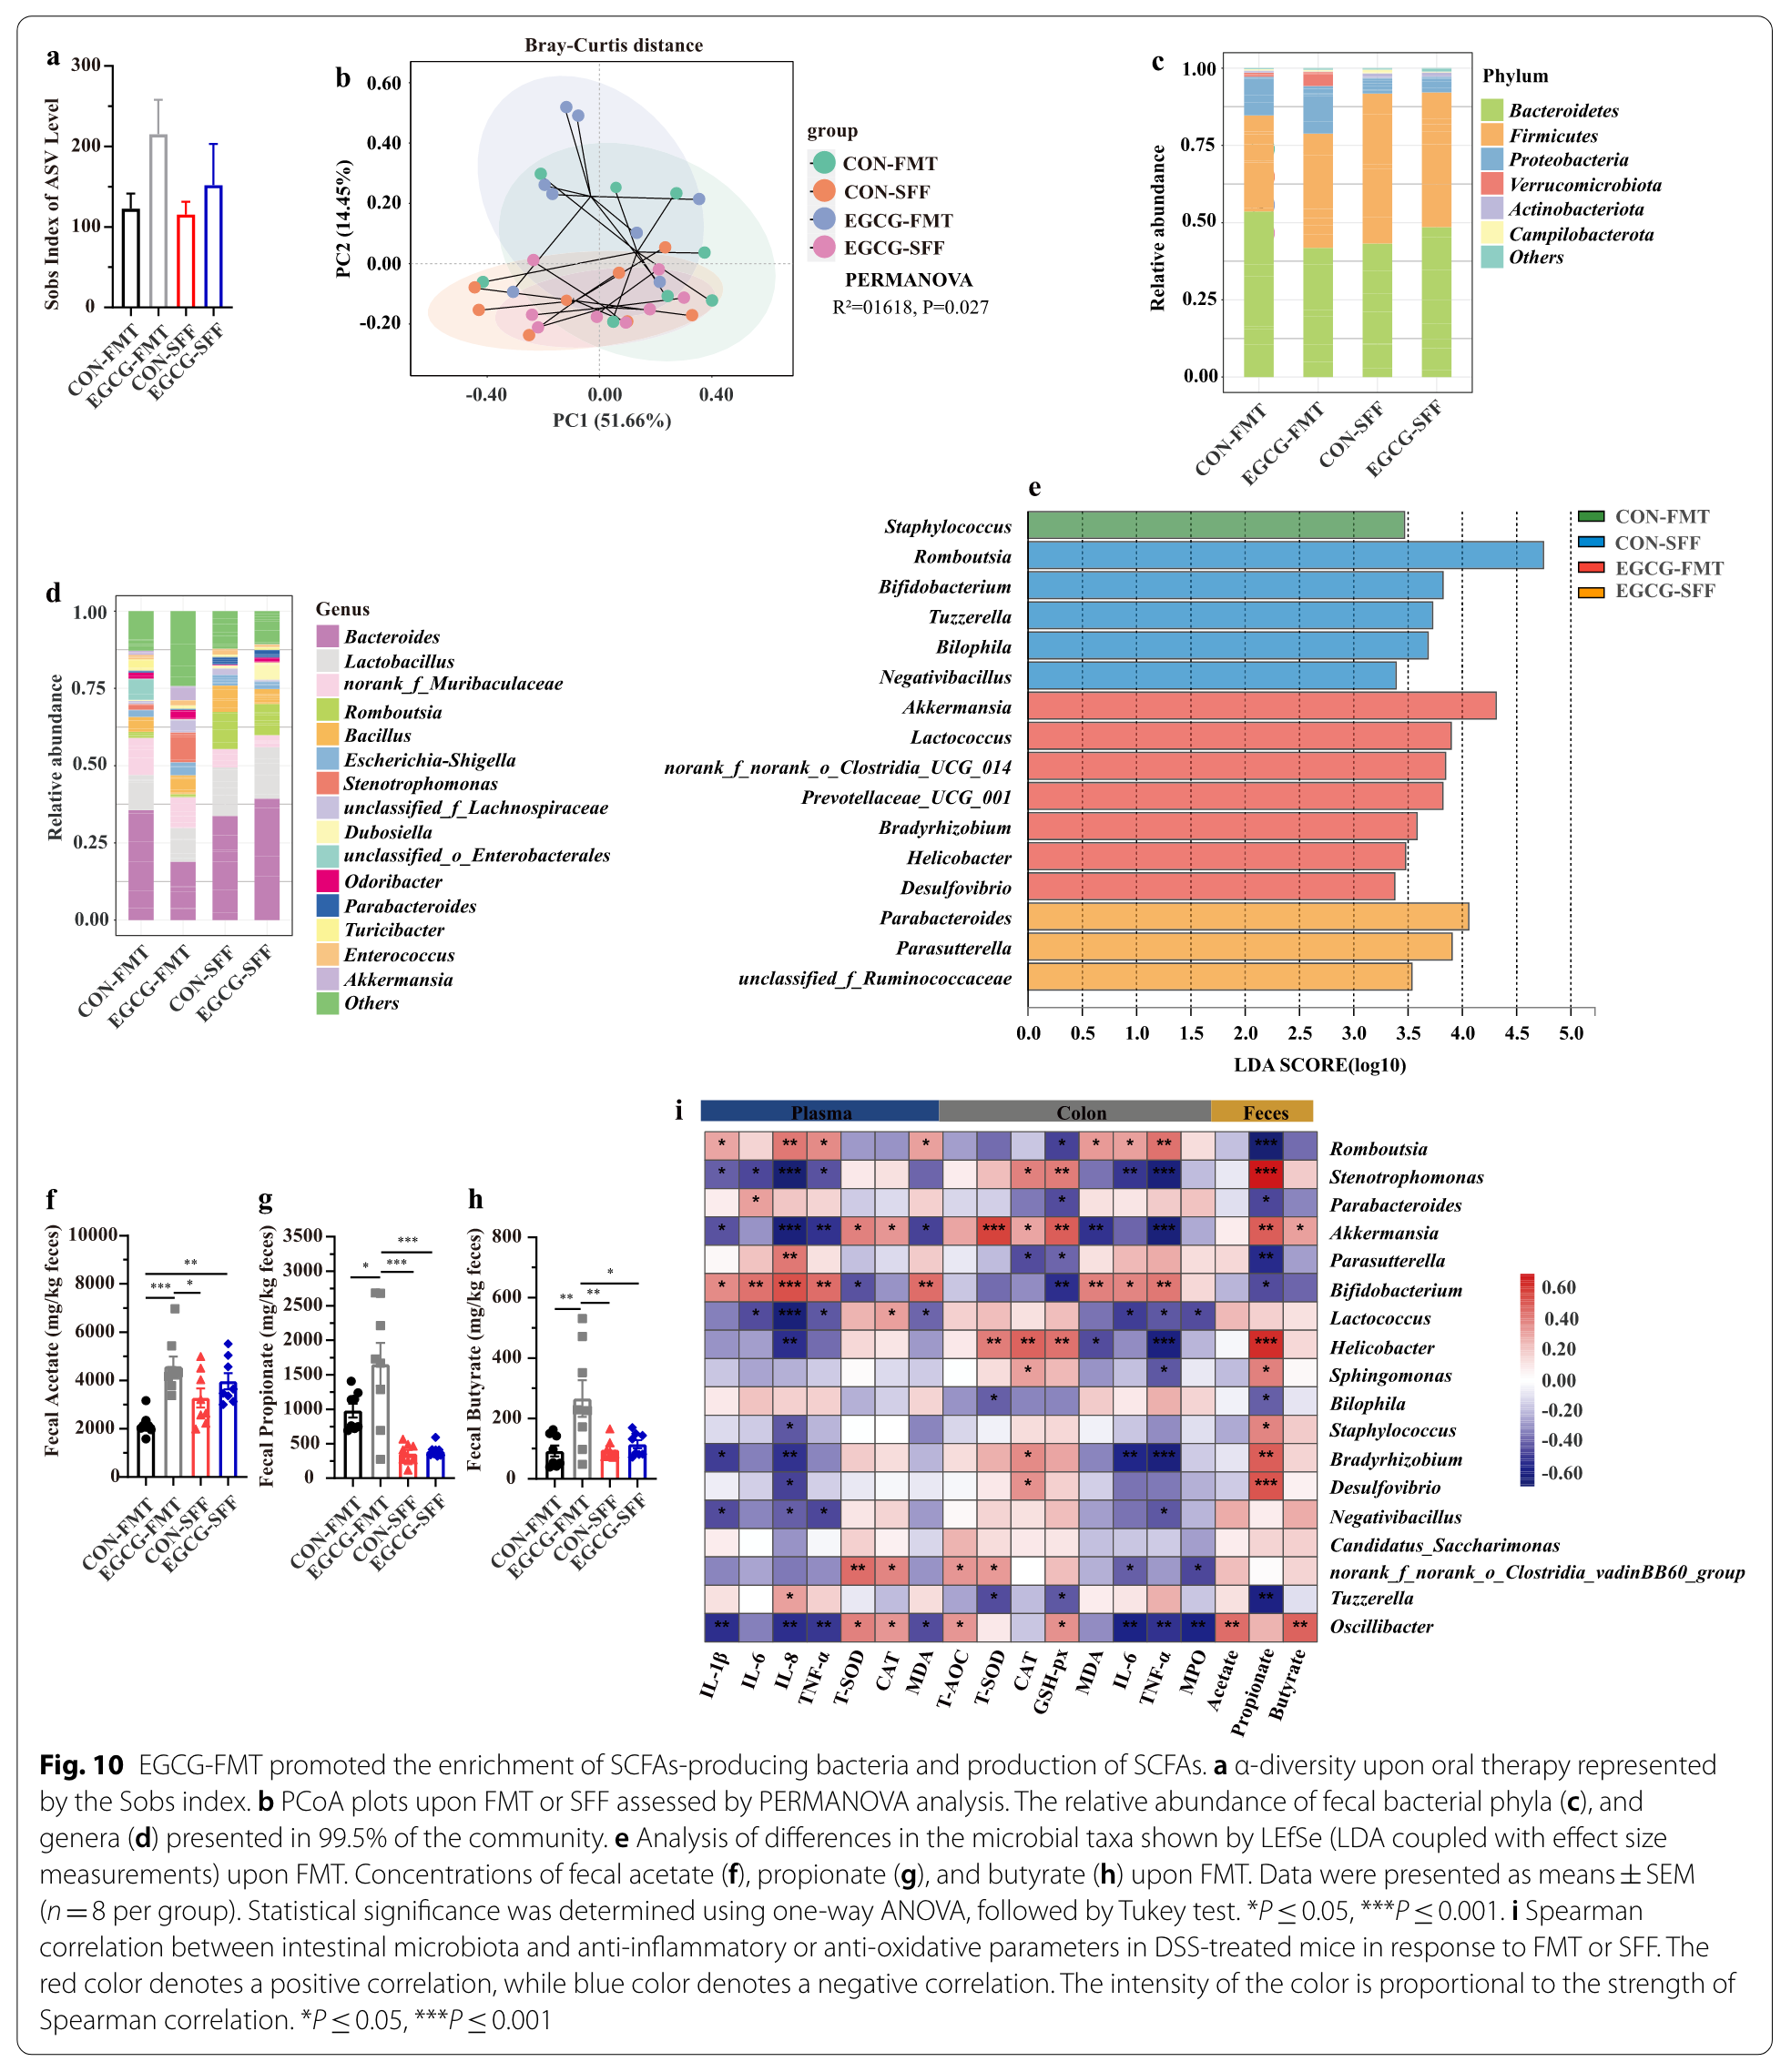 a
300
200
100
0
Sobs Index of ASV Level
CON-FMT
EGCG-FMT
CON-SFF
EGCG-SFF
b
Bray-Curtis distance
0.60
0.40
0.20
0.00
-0.20
PC2 (14.45%)
-0.40
0.00
0.40
PC1 (51.66%)
group
CON-FMT
CON-SFF
EGCG-FMT
EGCG-SFF
PERMANOVA
R²=01618, P=0.027
c
1.00
0.75
0.50
0.25
0.00
Relative abundance
CON-FMT
EGCG-FMT
CON-SFF
EGCG-SFF
Phylum
Bacteroidetes
Firmicutes
Proteobacteria
Verrucomicrobiota
Actinobacteriota
Campilobacterota
Others
d
1.00
0.75
0.50
0.25
0.00
Relative abundance
CON-FMT
EGCG-FMT
CON-SFF
EGCG-SFF
Genus
Bacteroides
Lactobacillus
norank_f_Muribaculaceae
Romboutsia
Bacillus
Escherichia-Shigella
Stenotrophomonas
unclassified_f_Lachnospiraceae
Dubosiella
unclassified_o_Enterobacterales
Odoribacter
Parabacteroides
Turicibacter
Enterococcus
Akkermansia
Others
e
Staphylococcus
Romboutsia
Bifidobacterium
Tuzzerella
Bilophila
Negativibacillus
Akkermansia
Lactococcus
norank_f_norank_o_Clostridia_UCG_014
Prevotellaceae_UCG_001
Bradyrhizobium
Helicobacter
Desulfovibrio
Parabacteroides
Parasutterella
unclassified_f_Ruminococcaceae
0.0 0.5 1.0 1.5 2.0 2.5 3.0 3.5 4.0 4.5 5.0
LDA SCORE(log10)
CON-FMT
CON-SFF
EGCG-FMT
EGCG-SFF
f
10000
8000
6000
4000
2000
0
Fecal Acetate (mg/kg feces)
**
*** *
CON-FMT
EGCG-FMT
CON-SFF
EGCG-SFF
g
3500
3000
2500
2000
1500
1000
500
0
Fecal Propionate (mg/kg feces)
***
* ***
CON-FMT
EGCG-FMT
CON-SFF
EGCG-SFF
h
800
600
400
200
0
Fecal Butyrate (mg/kg feces)
*
** **
CON-FMT
EGCG-FMT
CON-SFF
EGCG-SFF
i
Plasma Colon Feces
* ** * * * * * ** *** Romboutsia
* * *** * * ** ** *** *** Stenotrophomonas
* * * Parabacteroides
* *** ** * * * *** * ** ** *** ** * Akkermansia
** * * ** Parasutterella
* ** *** ** * ** ** ** * ** * Bifidobacterium
* *** * * * * * * Lactococcus
** ** ** ** * *** *** Helicobacter
* * * Sphingomonas
* * Bilophila
* * Staphylococcus
* ** * ** *** ** Bradyrhizobium
* * *** Desulfovibrio
* * * * Negativibacillus
Candidatus_Saccharimonas
** * * * * * norank_f_norank_o_Clostridia_vadinBB60_group
* * * ** Tuzzerella
** ** ** * * * * * ** ** ** ** ** Oscillibacter
IL-1β
IL-6
IL-8
TNF-α
T-SOD
CAT
MDA
T-AOC
T-SOD
CAT
GSH-px
MDA
IL-6
TNF-α
MPO
Acetate
Propionate
Butyrate
0.60
0.40
0.20
0.00
-0.20
-0.40
-0.60
Fig. 10 EGCG-FMT promoted the enrichment of SCFAs-producing bacteria and production of SCFAs. a α-diversity upon oral therapy represented
by the Sobs index. b PCoA plots upon FMT or SFF assessed by PERMANOVA analysis. The relative abundance of fecal bacterial phyla (c), and
genera (d) presented in 99.5% of the community. e Analysis of differences in the microbial taxa shown by LEfSe (LDA coupled with effect size
measurements) upon FMT. Concentrations of fecal acetate (f), propionate (g), and butyrate (h) upon FMT. Data were presented as means ± SEM
(n = 8 per group). Statistical significance was determined using one-way ANOVA, followed by Tukey test. *P ≤ 0.05, ***P ≤ 0.001. i Spearman
correlation between intestinal microbiota and anti-inflammatory or anti-oxidative parameters in DSS-treated mice in response to FMT or SFF. The
red color denotes a positive correlation, while blue color denotes a negative correlation. The intensity of the color is proportional to the strength of
Spearman correlation. *P ≤ 0.05, ***P ≤ 0.001